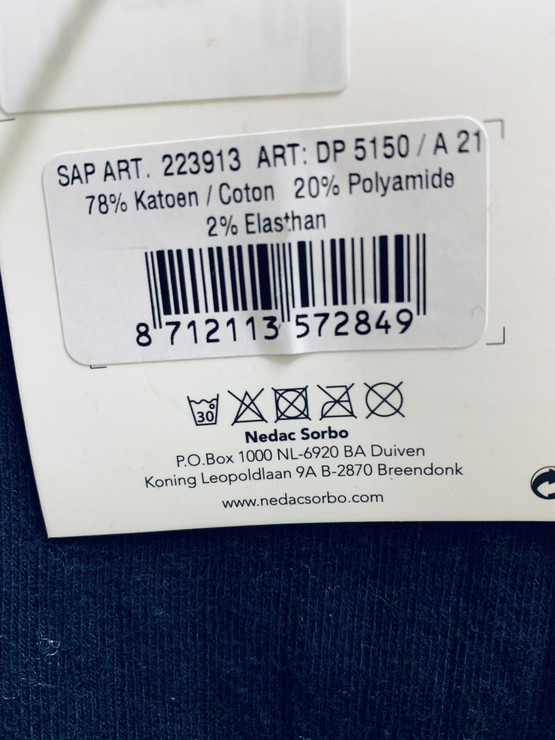 SAP ART. 223913 ART: DP 5150 / A 21
78% Katoen / Coton 20% Polyamide
2% Elasthan
8 712113 572849
30
Nedac Sorbo
P.O.Box 1000 NL-6920 BA Duiven
Koning Leopoldlaan 9A B-2870 Breendonk
www.nedacsorbo.com